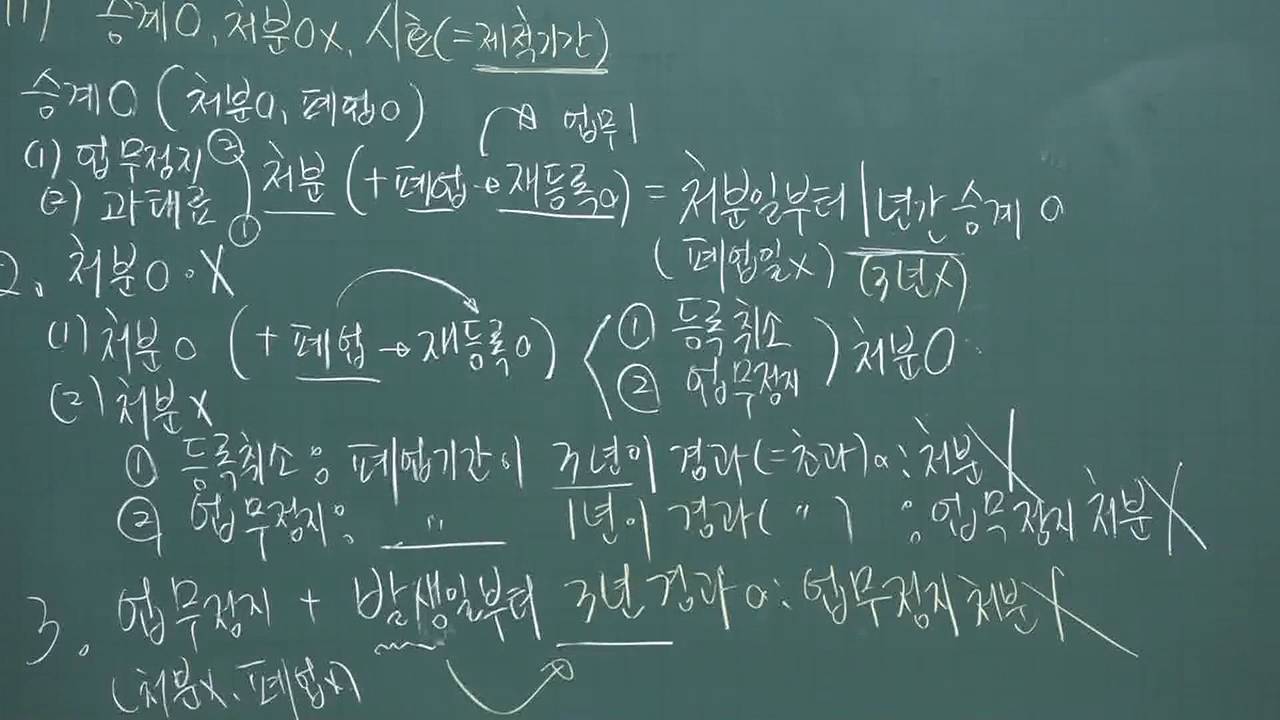 승계O, 처분OX, 시효(=제척기간)
승계O (처분O, 폐업O)
업무1
(1) 업무정지 ②
(2) 과태료 ①
처분 (+폐업→재등록O) = 처분일부터 1년간 승계 O
(폐업일X) (3년X)
2. 처분O·X
(1) 처분O (+폐업→재등록O) < ① 등록취소 ② 업무정지 ) 처분O
(2) 처분X
① 등록취소: 폐업기간이 3년이 경과(=초과)O: 처분X
② 업무정지: " 1년이 경과( " ) : 업무정지 처분X
3. 업무정지 + 발생일부터 3년 경과O: 업무정지처분X
(처분X, 폐업X)